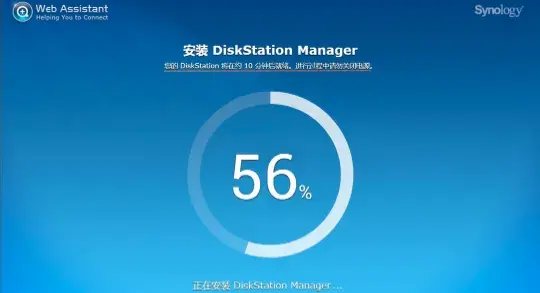 Web Assistant
Helping You to Connect
Synology
安装 DiskStation Manager
您的 DiskStation 将在约 10 分钟后就绪。进行过程中请勿关闭电源。
56%
正在安装 DiskStation Manager ...